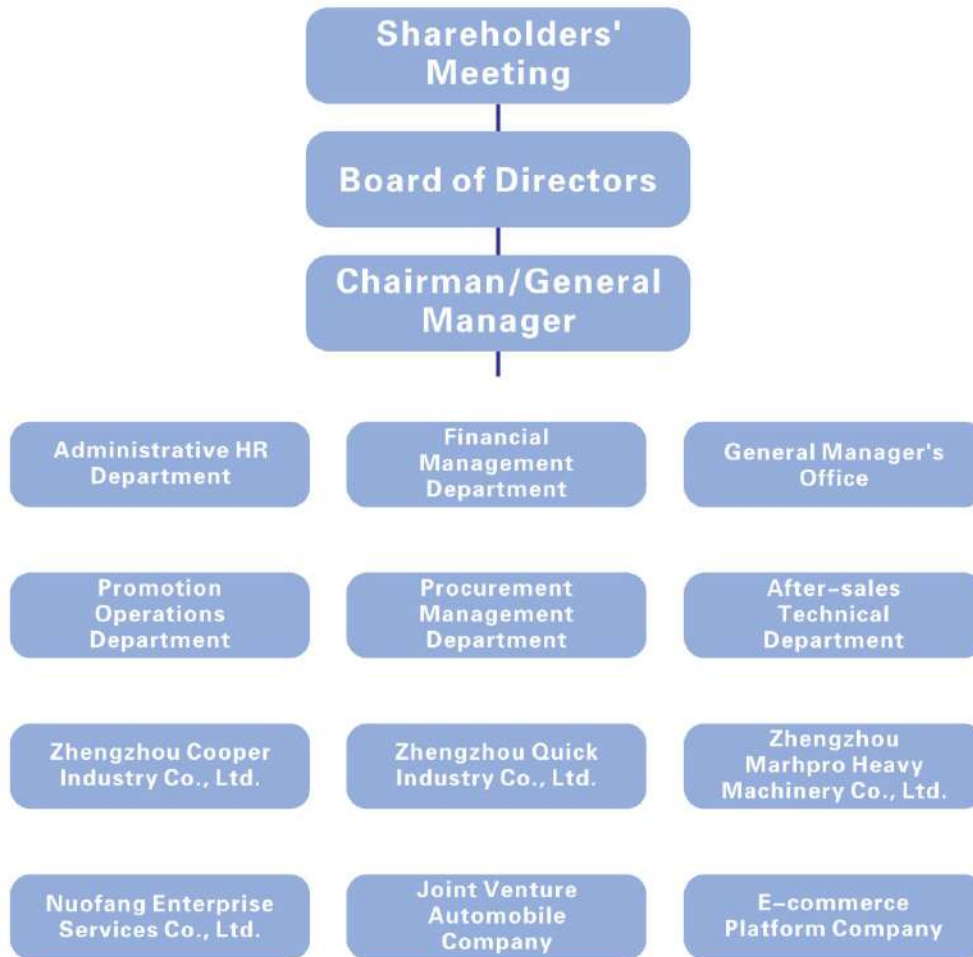 Shareholders'
Meeting
Board of Directors
Chairman/General
Manager
Administrative HR
Department
Financial
Management
Department
General Manager's
Office
Promotion
Operations
Department
Procurement
Management
Department
After-sales
Technical
Department
Zhengzhou Cooper
Industry Co., Ltd.
Zhengzhou Quick
Industry Co., Ltd.
Zhengzhou
Marhpro Heavy
Machinery Co., Ltd.
Nuofang Enterprise
Services Co., Ltd.
Joint Venture
Automobile
Company
E-commerce
Platform Company